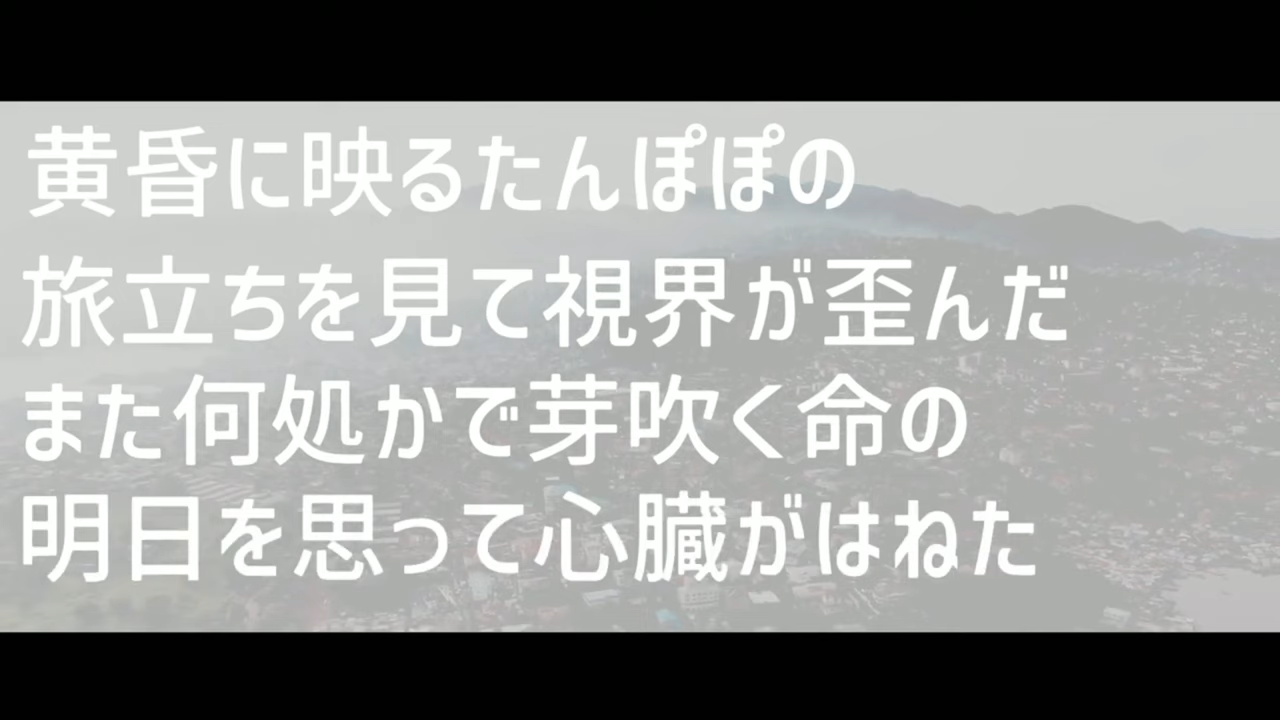 黄昏に映るたんぽぽの
旅立ちを見て視界が歪んだ
また何処かで芽吹く命の
明日を思って心臓がはねた